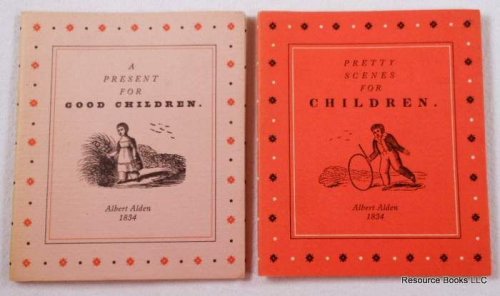 A
PRESENT
FOR
GOOD CHILDREN.
Albert Alden
1834
PRETTY
SCENES
FOR
CHILDREN.
Albert Alden
1834
Resource Books LLC